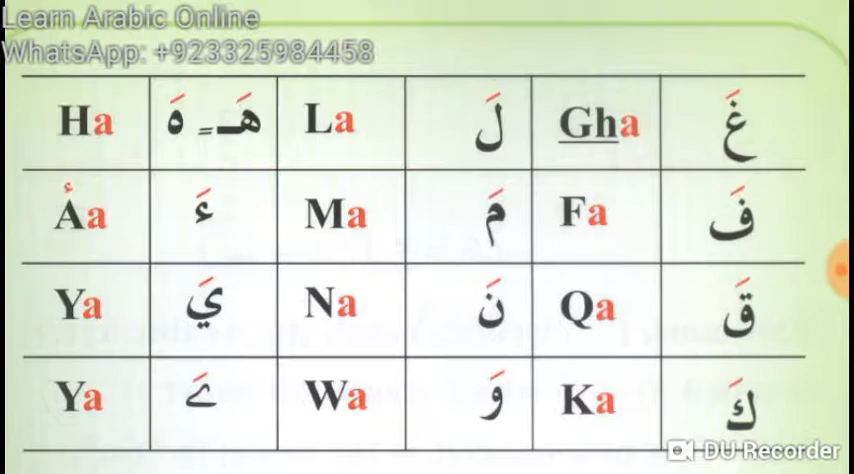 Learn Arabic Online
WhatsApp: +923325984458
Ha هَـ = هَ La لَ Gha غَ
Áa ءَ Ma مَ Fa فَ
Ya يَ Na نَ Qa قَ
Ya ےَ Wa وَ Ka كَ
DU Recorder